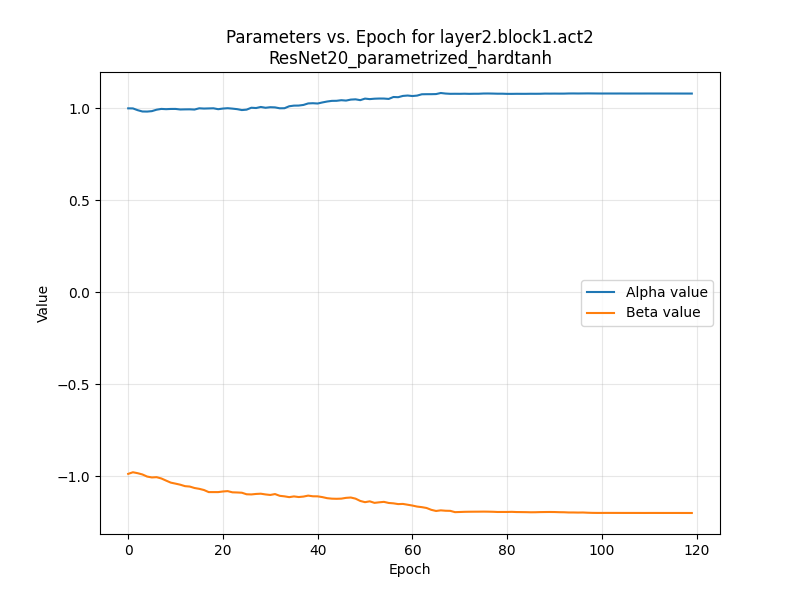 Parameters vs. Epoch for layer2.block1.act2
ResNet20_parametrized_hardtanh
1.0
0.5
0.0
−0.5
−1.0
Value
Alpha value
Beta value
0 20 40 60 80 100 120
Epoch